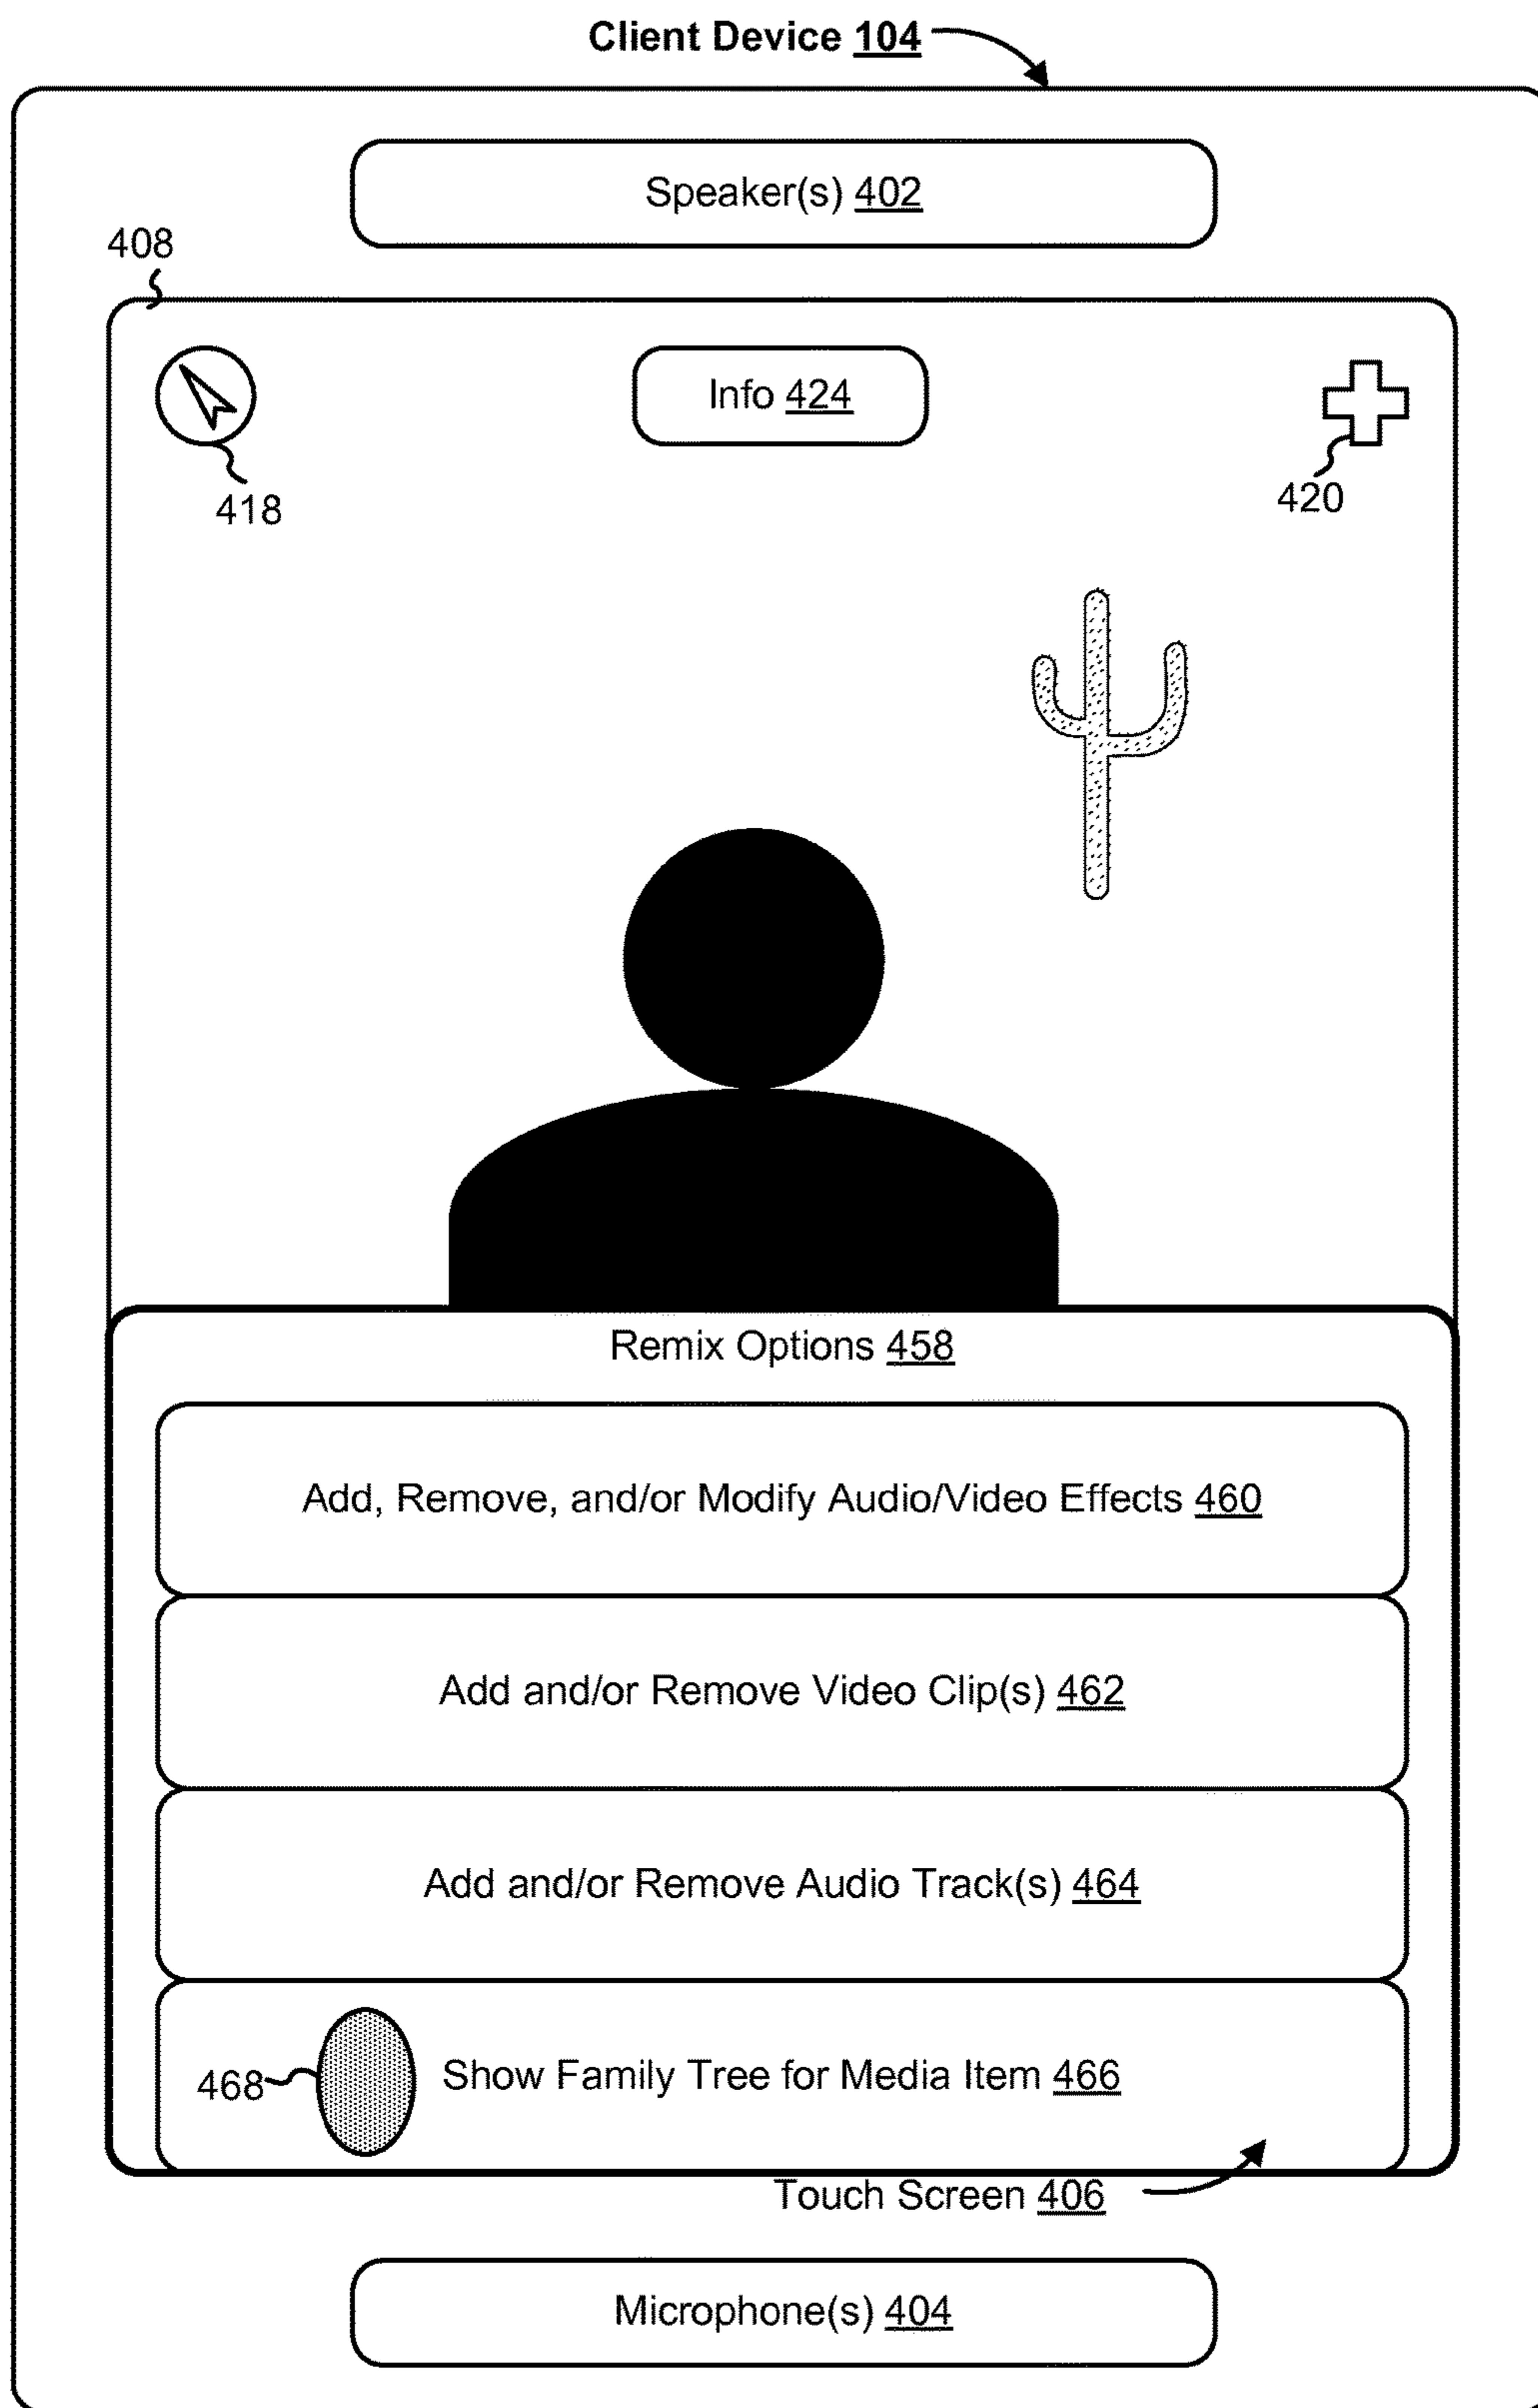 Client Device 104
Speaker(s) 402
408
Info 424
418
420
Remix Options 458
Add, Remove, and/or Modify Audio/Video Effects 460
Add and/or Remove Video Clip(s) 462
Add and/or Remove Audio Track(s) 464
468
Show Family Tree for Media Item 466
Touch Screen 406
Microphone(s) 404